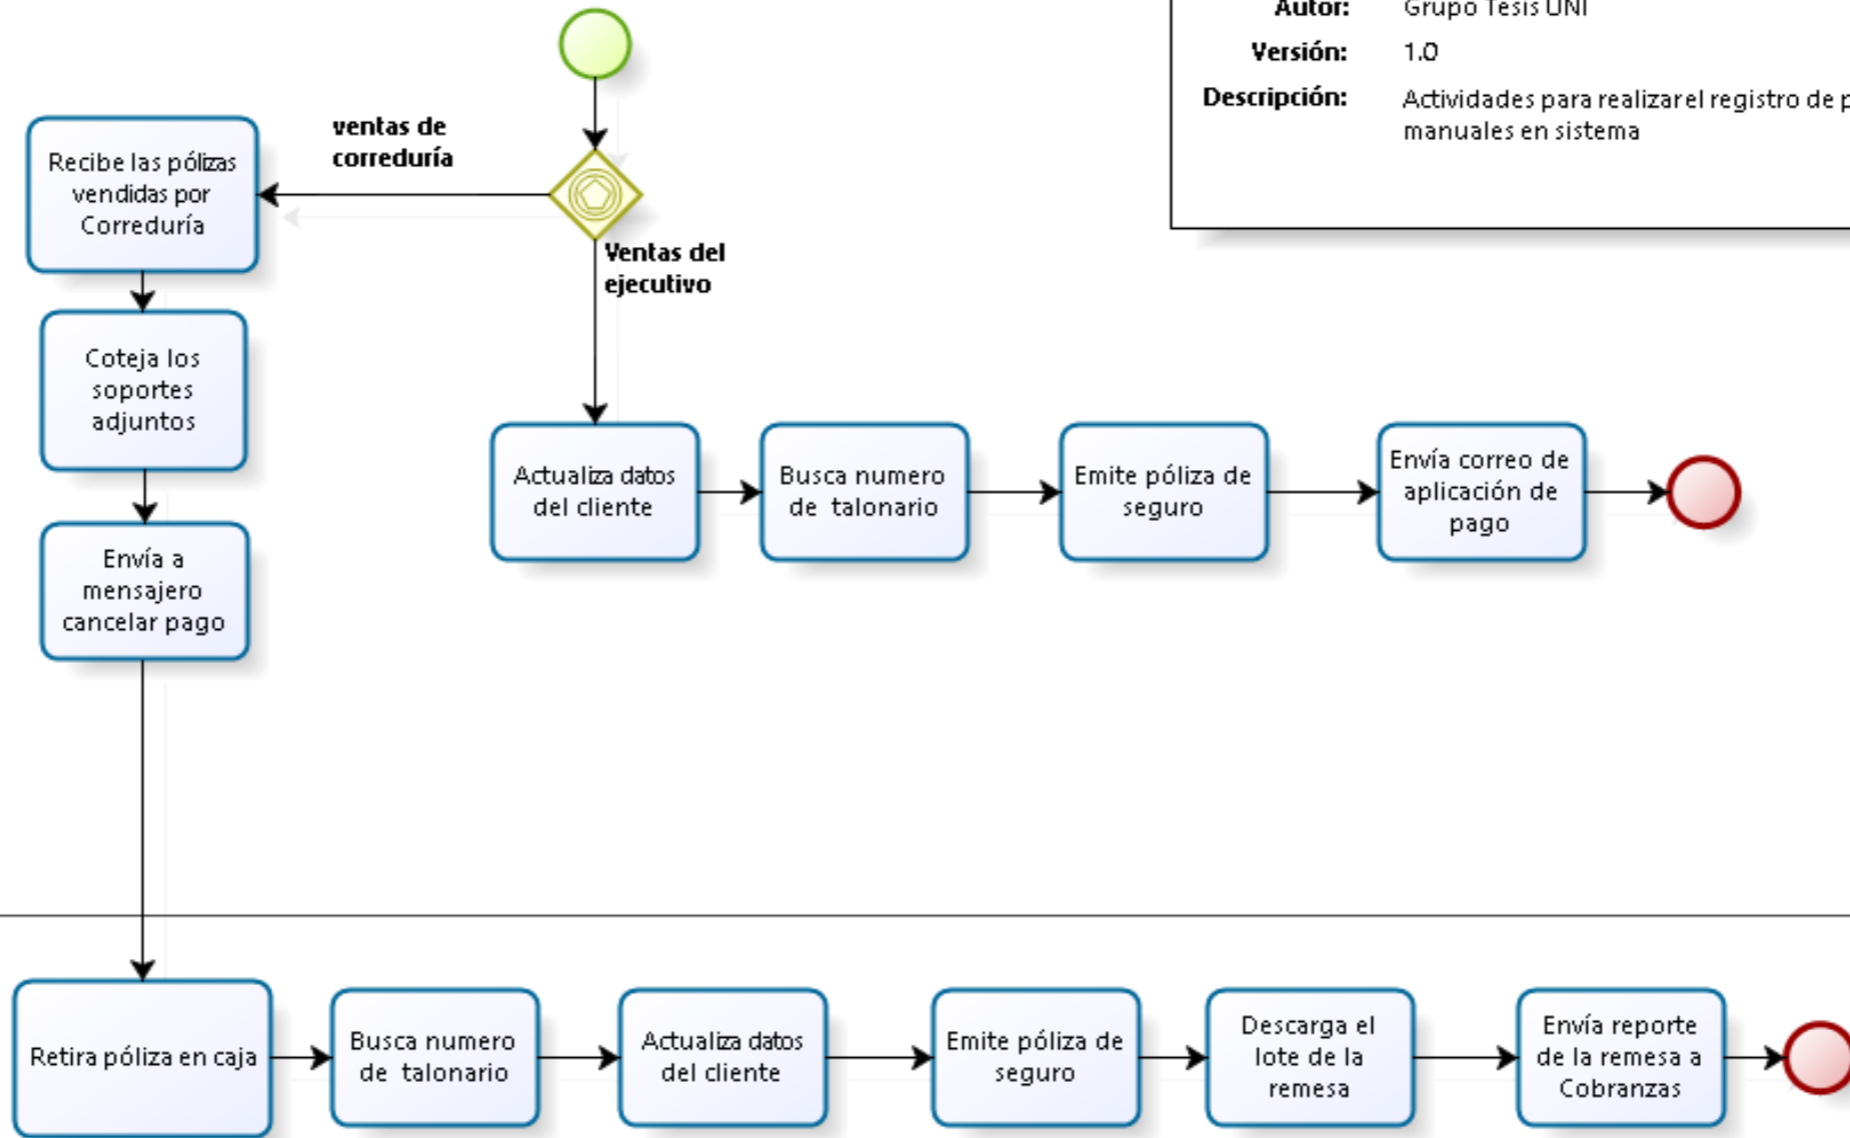 Autor: Grupo Tesis UNI
Versión: 1.0
Descripción: Actividades para realizar el registro de
manuales en sistema
ventas de
correduría
Recibe las pólizas
vendidas por
Correduría
Ventas del
ejecutivo
Coteja los
soportes
adjuntos
Envía a
mensajero
cancelar pago
Actualiza datos
del cliente
Busca numero
de talonario
Emite póliza de
seguro
Envía correo de
aplicación de
pago
Retira póliza en caja
Busca numero
de talonario
Actualiza datos
del cliente
Emite póliza de
seguro
Descarga el
lote de la
remesa
Envía reporte
de la remesa a
Cobranzas